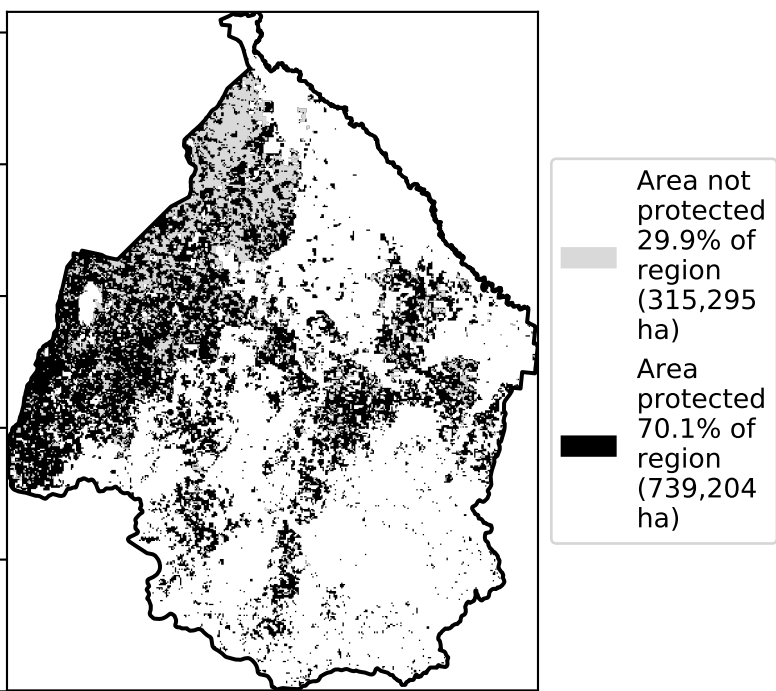 Area not
protected
29.9% of
region
(315,295
ha)
Area
protected
70.1% of
region
(739,204
ha)